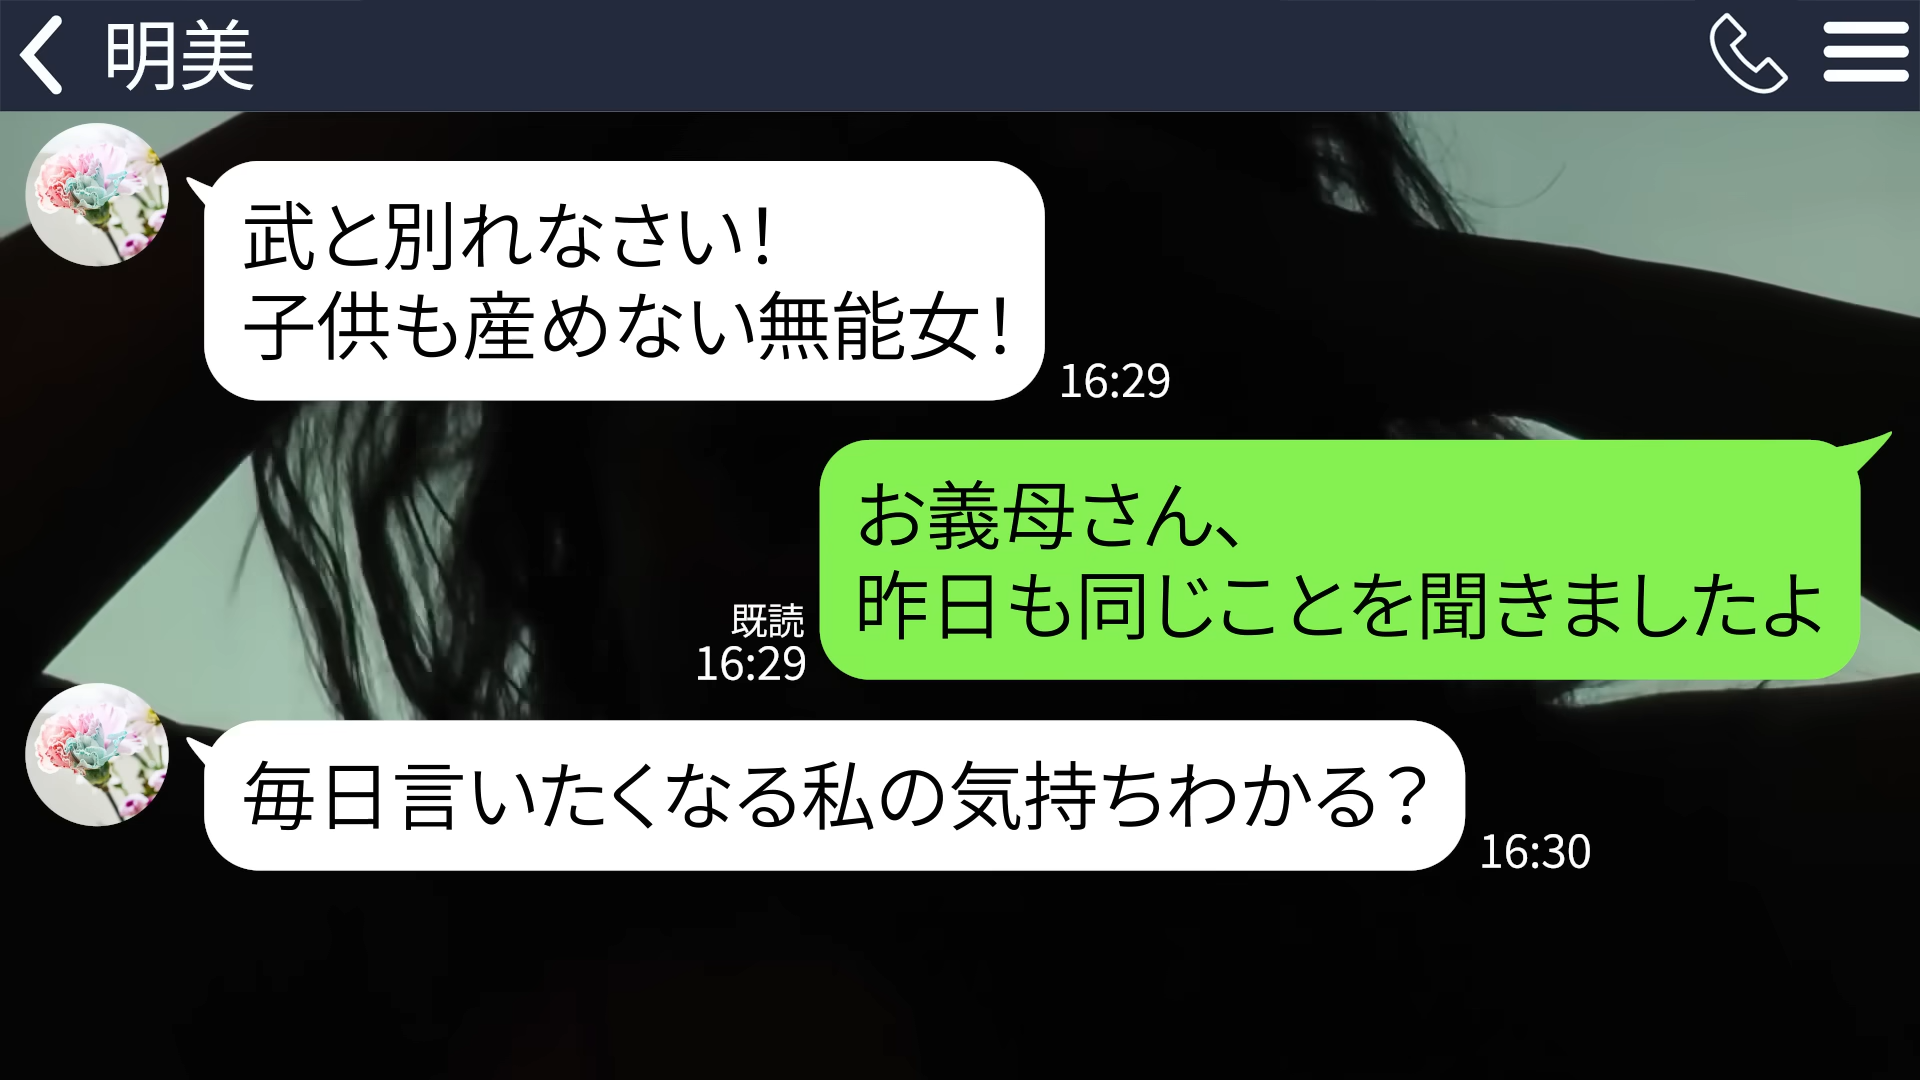 明美
武と別れなさい！
子供も産めない無能女！
16:29
お義母さん、
昨日も同じことを聞きましたよ
既読
16:29
毎日言いたくなる私の気持ちわかる？
16:30